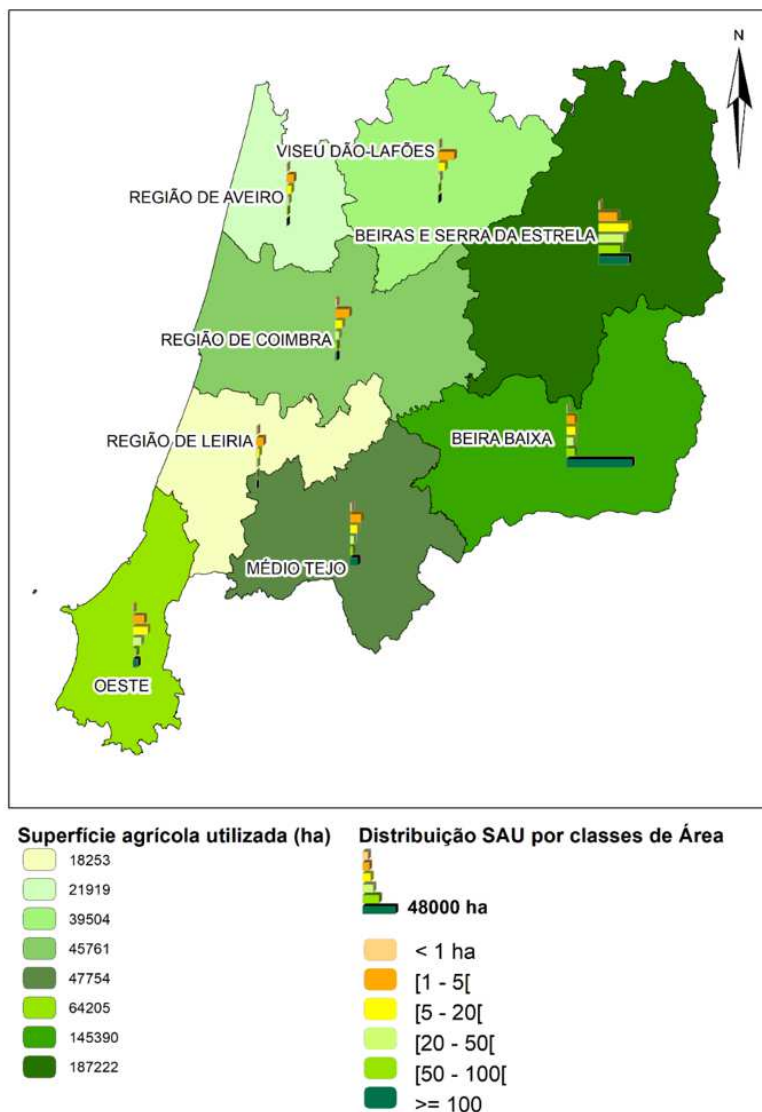 N
VISEU DÃO-LAFÕES
REGIÃO DE AVEIRO
BEIRAS E SERRA DA ESTRELA
REGIÃO DE COIMBRA
REGIÃO DE LEIRIA
BEIRA BAIXA
MÉDIO TEJO
OESTE
Superfície agrícola utilizada (ha)
18253
21919
39504
45761
47754
64205
145390
187222
Distribuição SAU por classes de Área
48000 ha
< 1 ha
[1 - 5[
[5 - 20[
[20 - 50[
[50 - 100[
>= 100